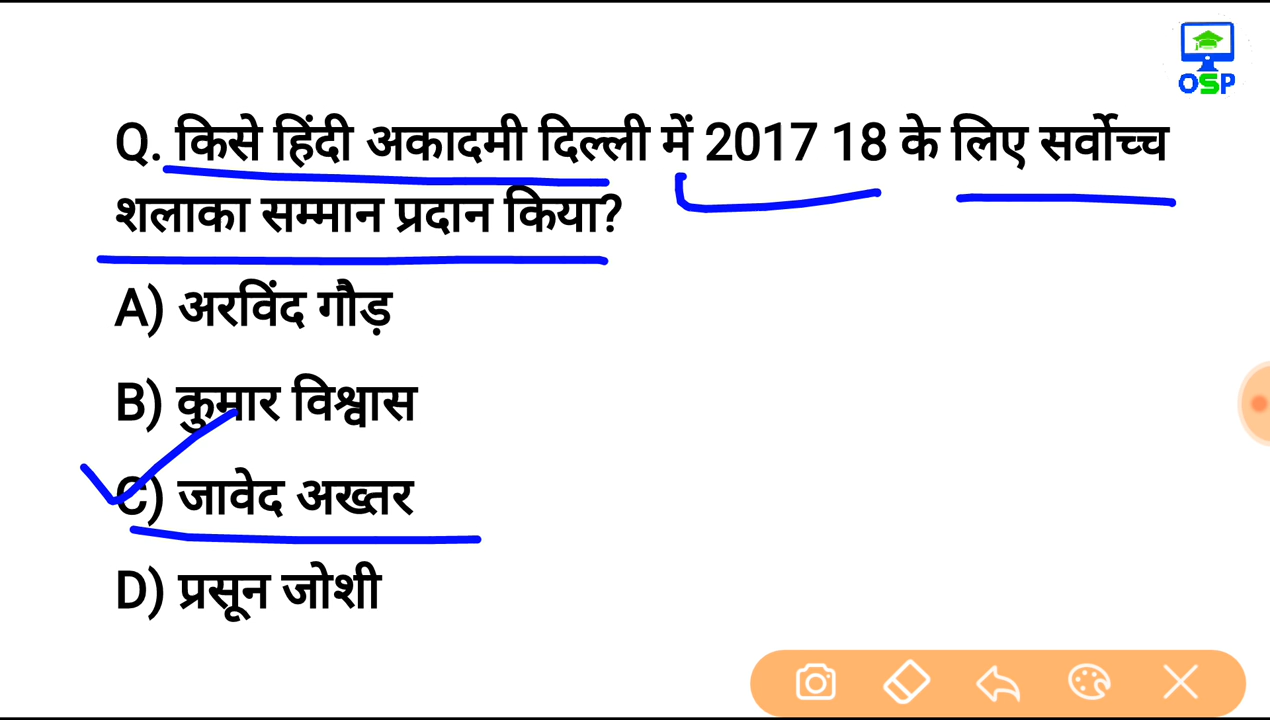 OSP
Q. किसे हिंदी अकादमी दिल्ली में 2017 18 के लिए सर्वोच्च
शलाका सम्मान प्रदान किया?
A) अरविंद गौड़
B) कुमार विश्वास
C) जावेद अख्तर
D) प्रसून जोशी